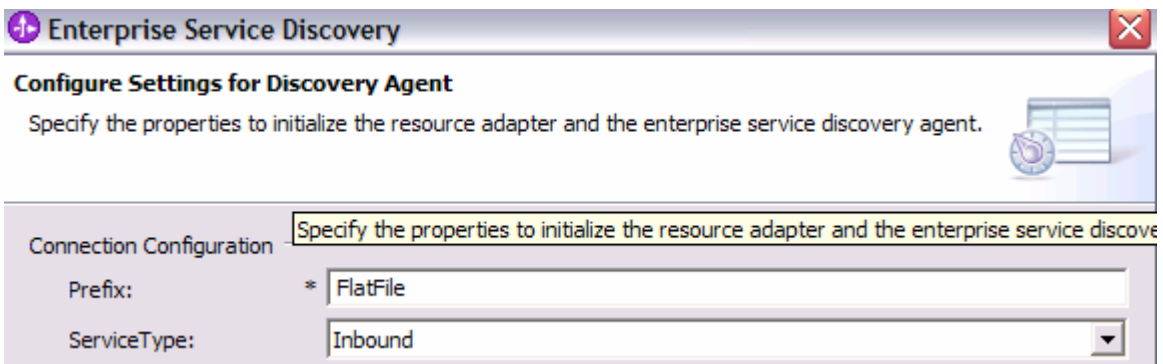 Enterprise Service Discovery
Configure Settings for Discovery Agent
Specify the properties to initialize the resource adapter and the enterprise service discovery agent.
Specify the properties to initialize the resource adapter and the enterprise service discove
Connection Configuration
Prefix: * FlatFile
ServiceType: Inbound